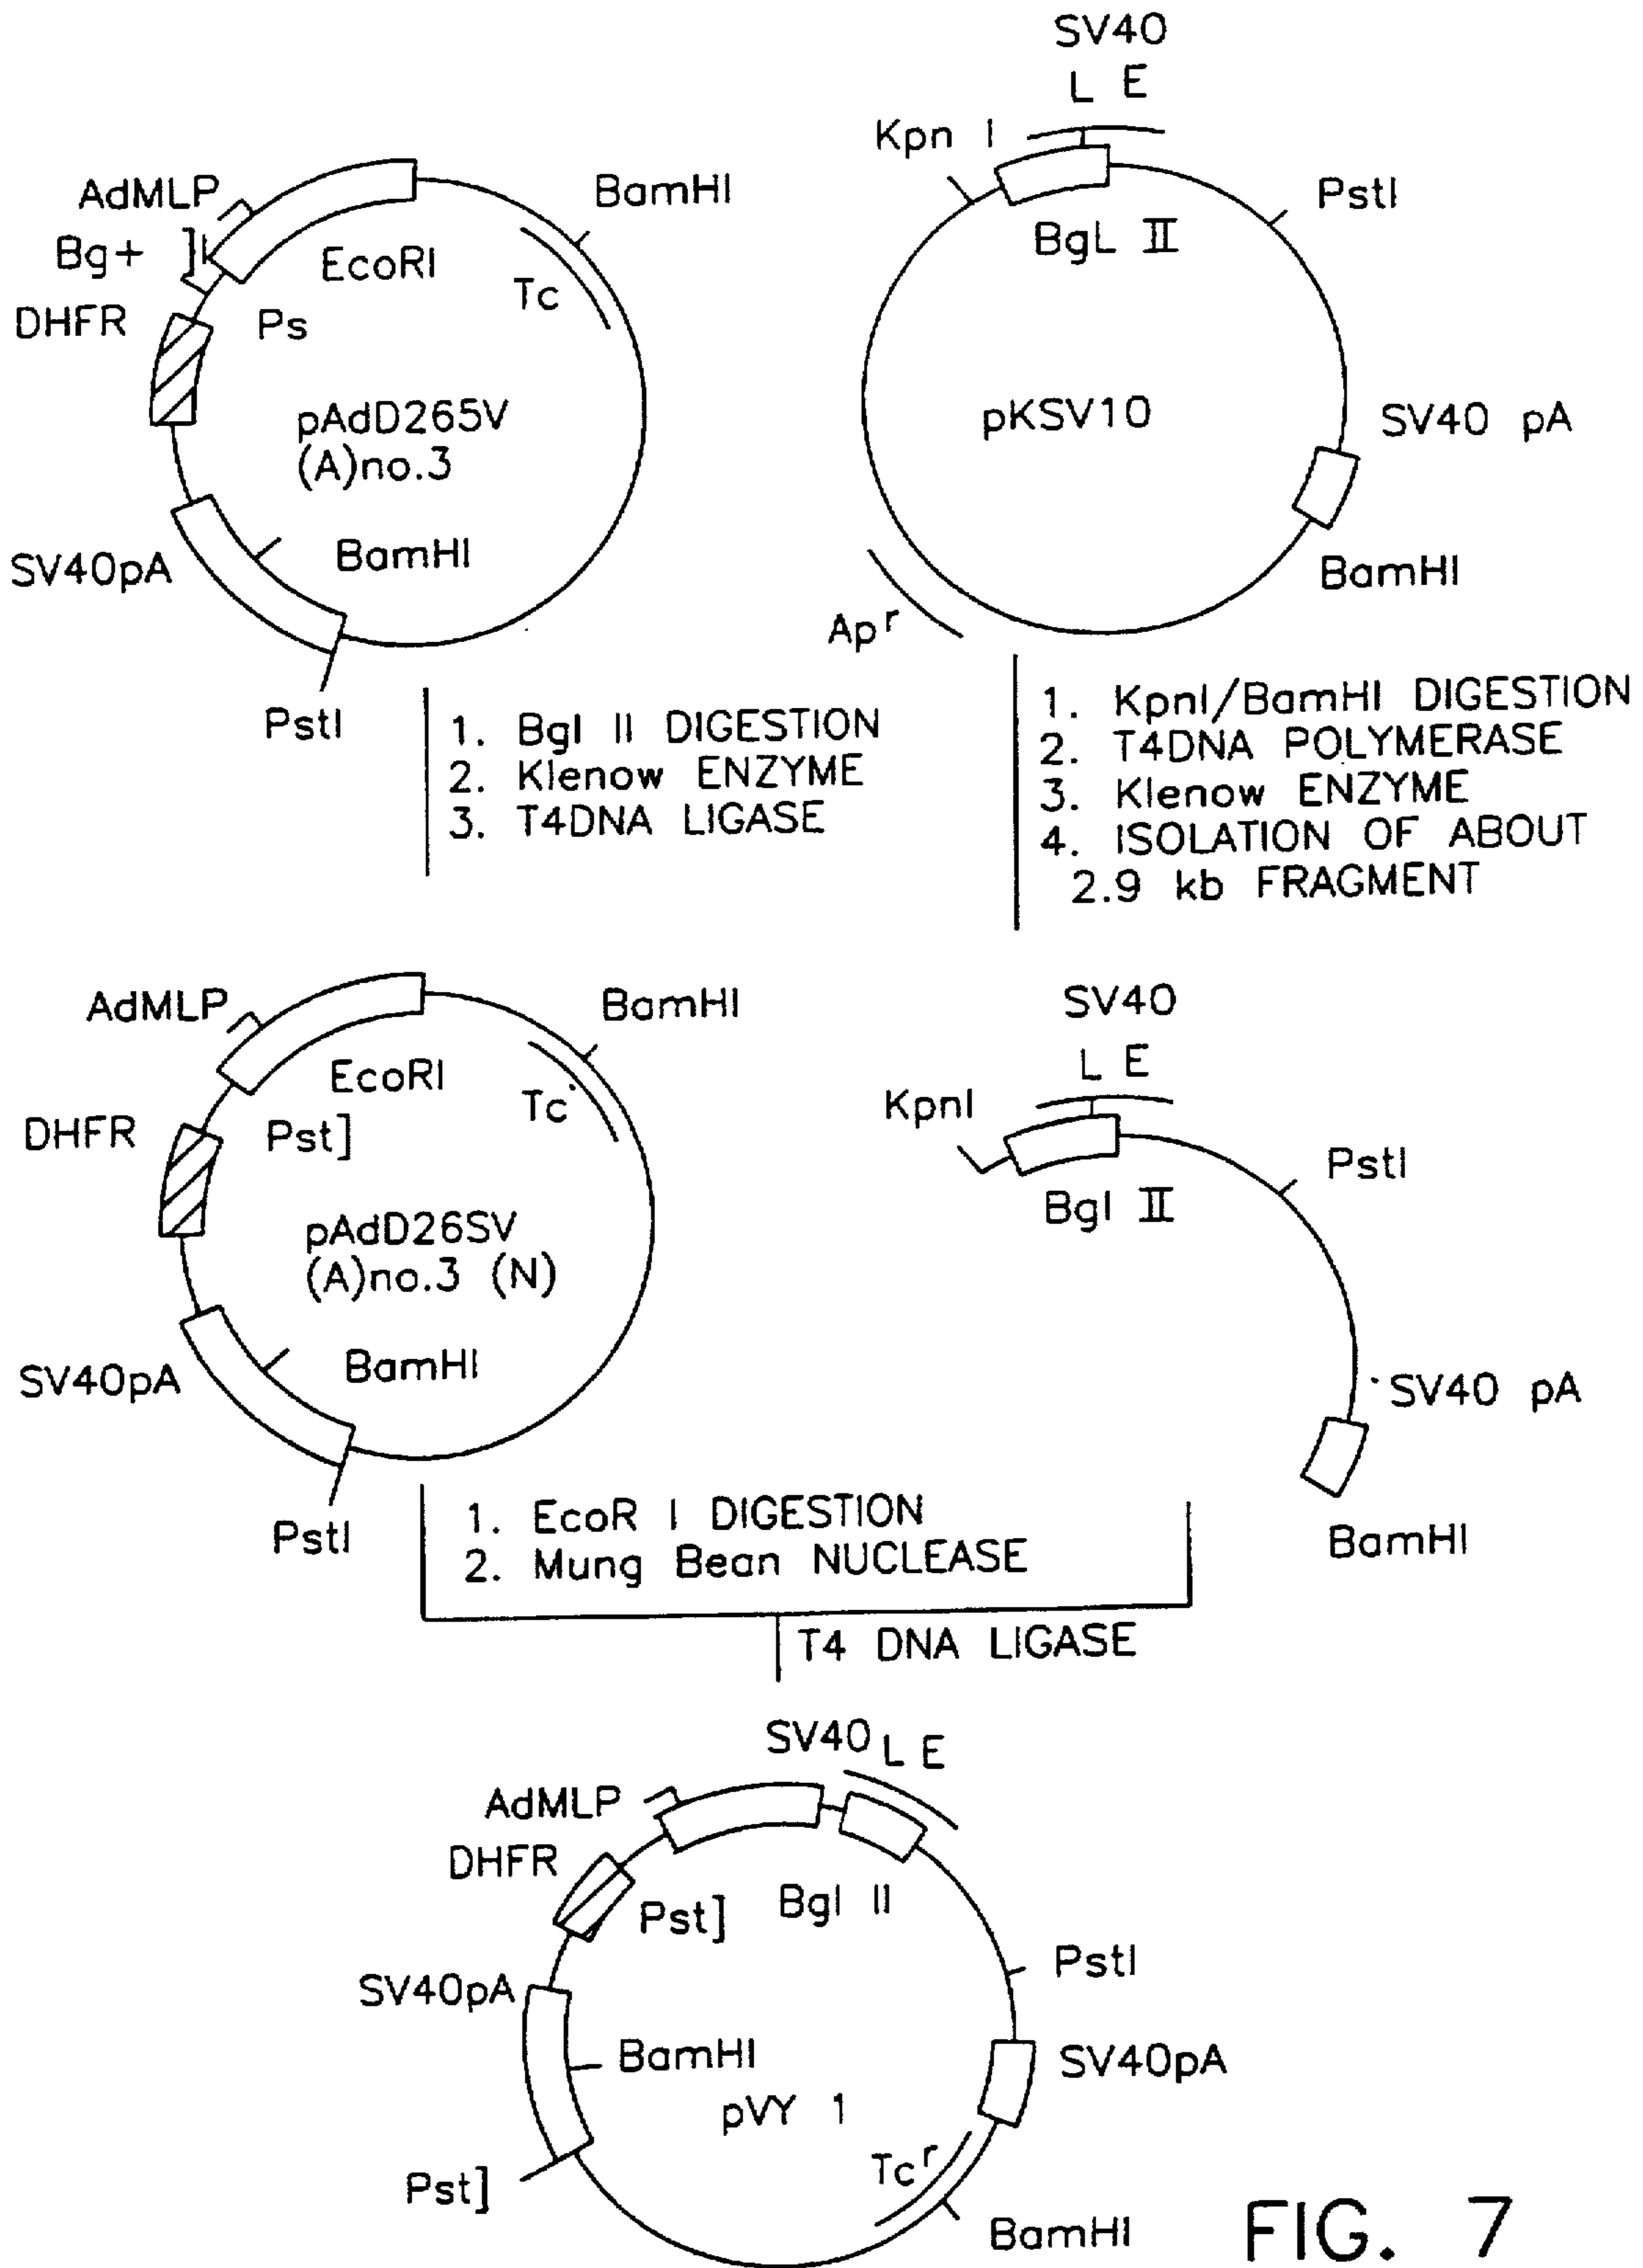 SV40
L E
Kpn I
BgL II
PstI
pKSV10
SV40 pA
BamHI
Ap r
AdMLP
Bg+ ]I
DHFR
EcoRI
Ps
BamHI
Tc
pAdD265V
(A)no.3
BamHI
SV40pA
PstI
1. Bgl II DIGESTION
2. Klenow ENZYME
3. T4DNA LIGASE
1. KpnI/BamHI DIGESTION
2. T4DNA POLYMERASE
3. Klenow ENZYME
4. ISOLATION OF ABOUT
2.9 kb FRAGMENT
AdMLP
BamHI
EcoRI
Tc
DHFR
Pst]
pAdD26SV
(A)no.3 (N)
BamHI
SV40pA
PstI
SV40
L E
KpnI
PstI
Bgl II
SV40 pA
BamHI
1. EcoR I DIGESTION
2. Mung Bean NUCLEASE
T4 DNA LIGASE
SV40 L E
AdMLP
DHFR
Pst]
Bgl II
PstI
SV40pA
BamHI
SV40pA
pVY 1
Tc r
Pst]
BamHI
FIG. 7